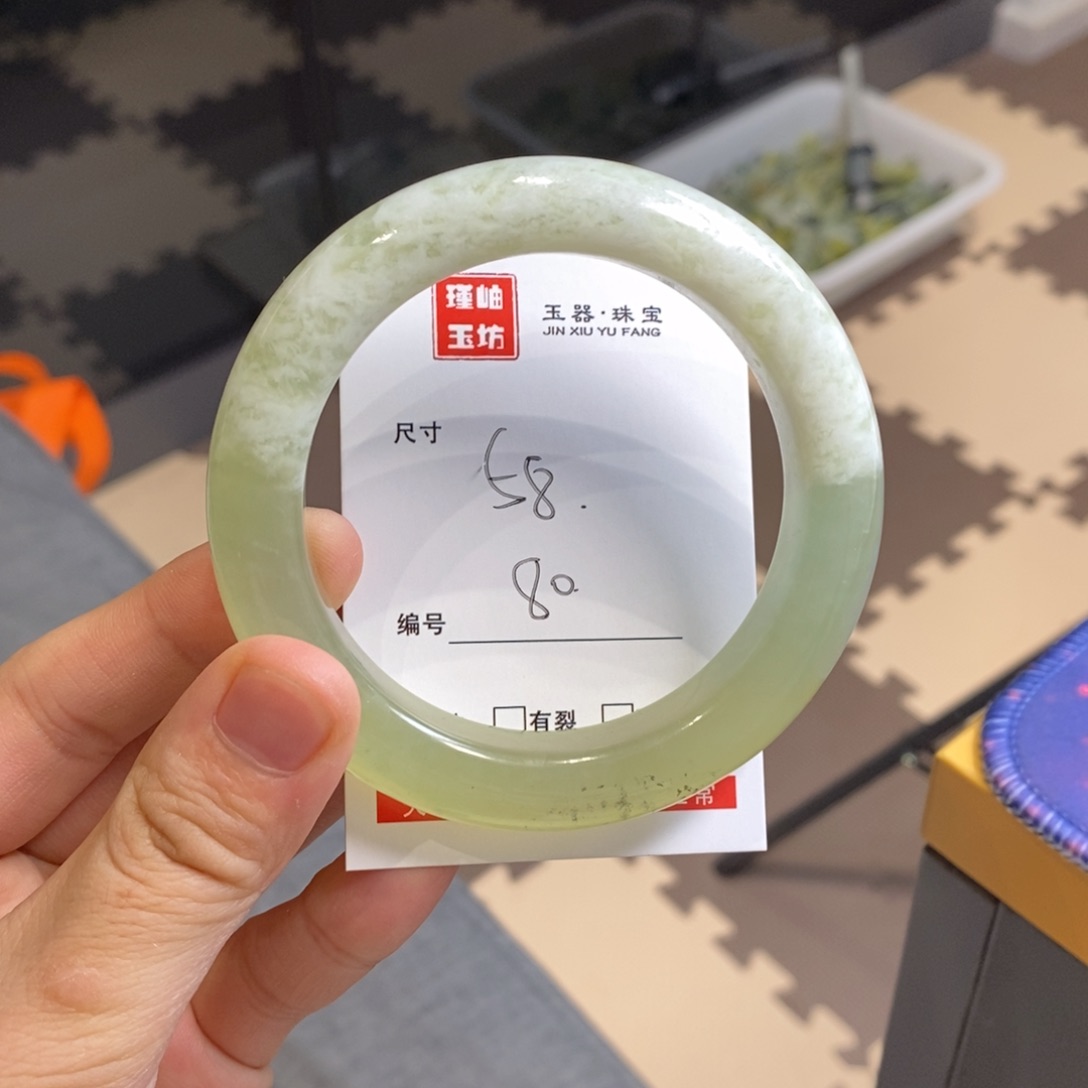 瑾岫
玉坊
玉器·珠宝
JIN XIU YU FANG
尺寸
58.
80
编号
有裂
常